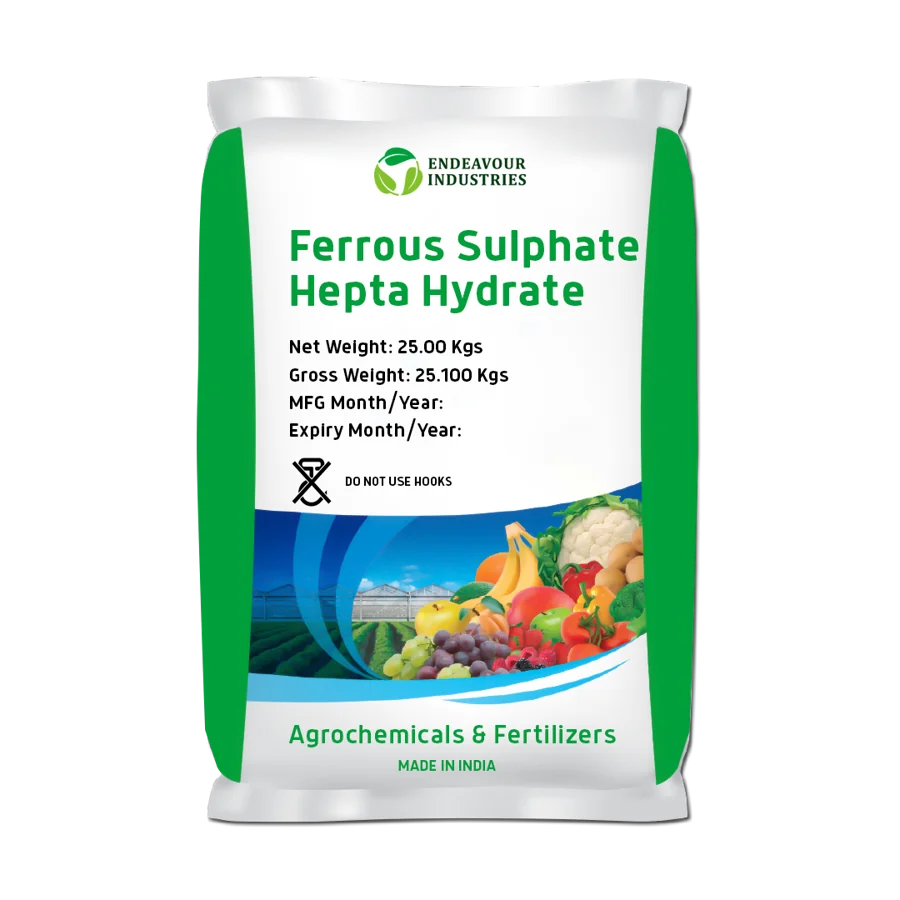 ENDEAVOUR
INDUSTRIES
Ferrous Sulphate
Hepta Hydrate
Net Weight: 25.00 Kgs
Gross Weight: 25.100 Kgs
MFG Month/Year:
Expiry Month/Year:
DO NOT USE HOOKS
Agrochemicals & Fertilizers
MADE IN INDIA